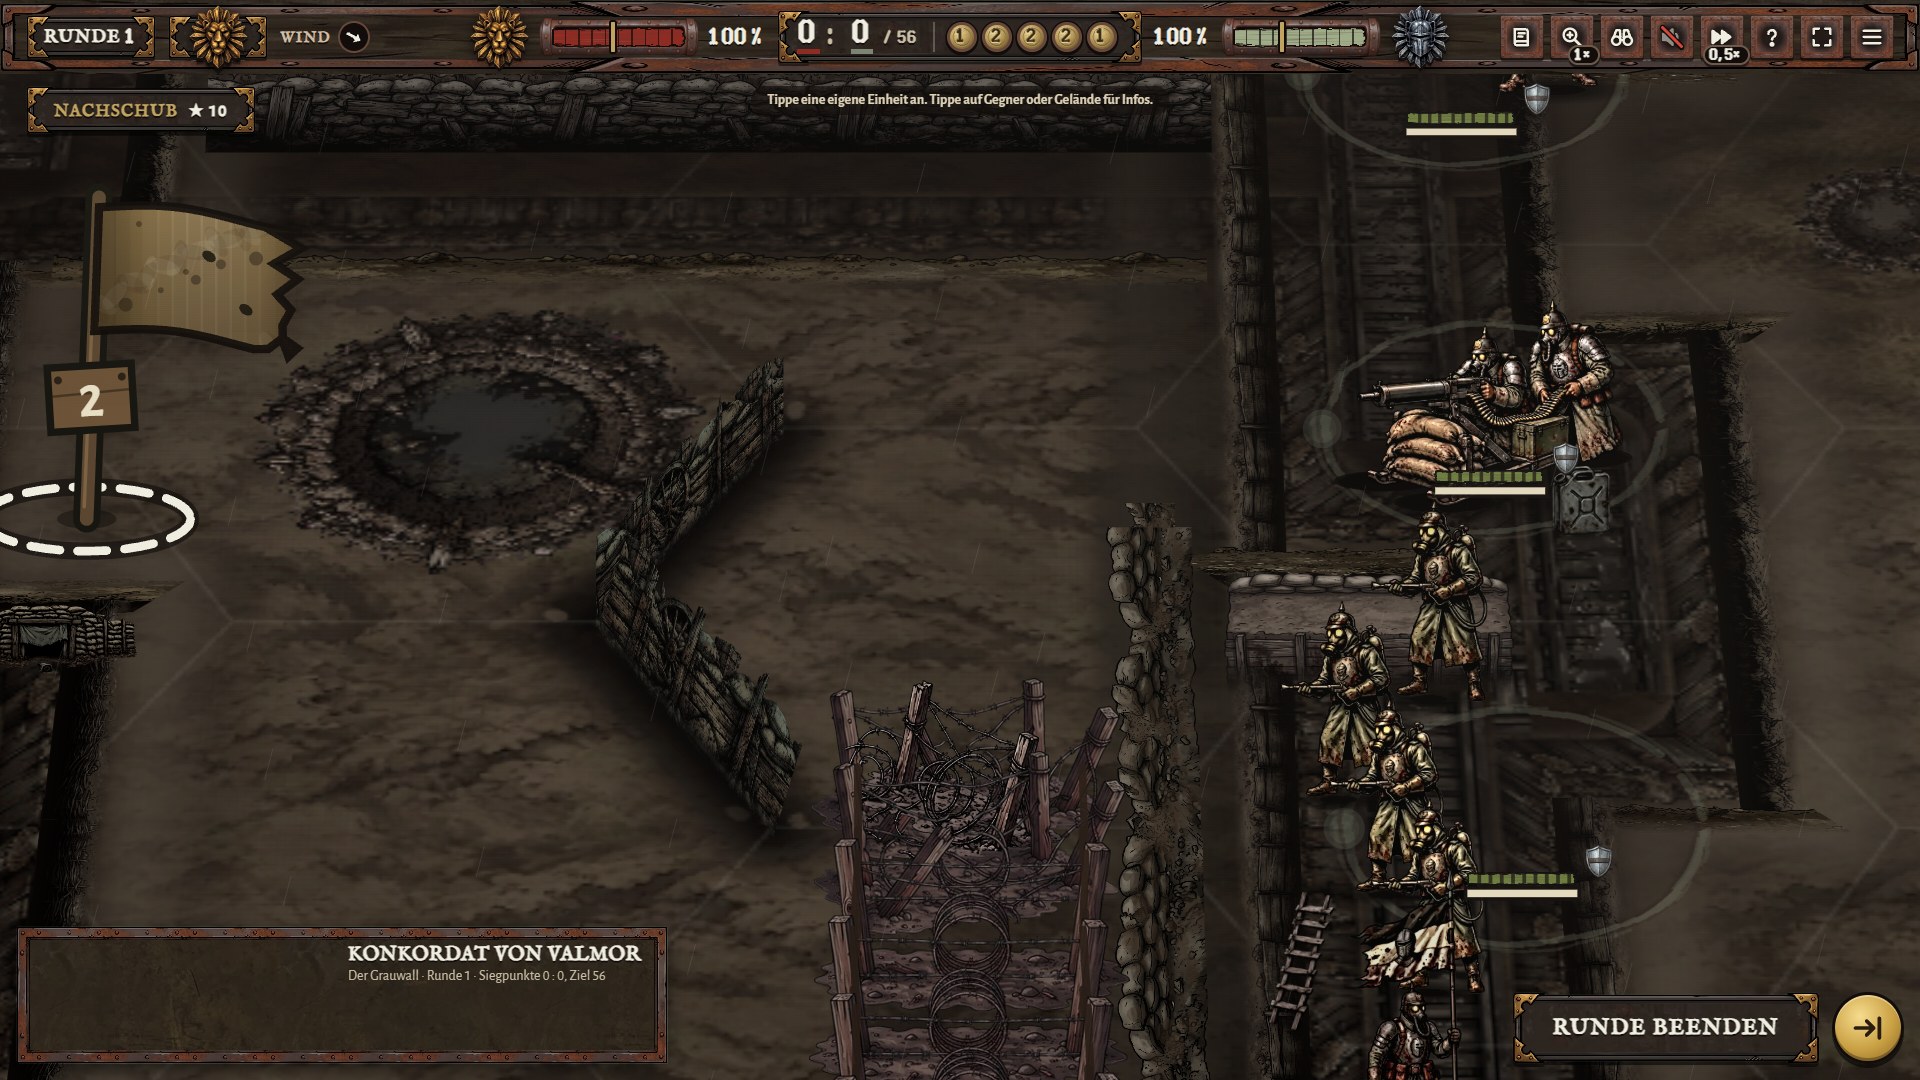 RUNDE 1
WIND
100%
0 : 0 / 56
1 2 2 2 1
100%
1×
0,5×
?
NACHSCHUB ★ 10
Tippe eine eigene Einheit an. Tippe auf Gegner oder Gelände für Infos.
2
KONKORDAT VON VALMOR
Der Grauwall · Runde 1 · Siegpunkte 0 : 0, Ziel 56
RUNDE BEENDEN